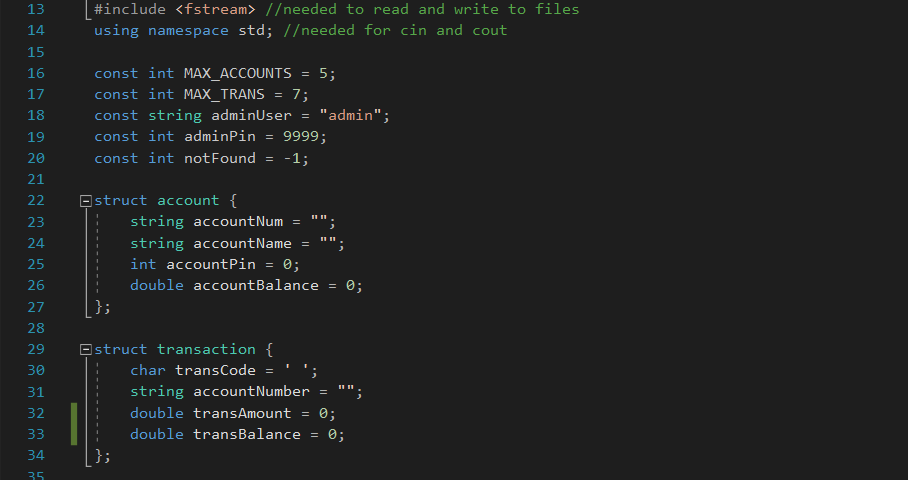 13 #include <fstream> //needed to read and write to files
14 using namespace std; //needed for cin and cout
15
16 const int MAX_ACCOUNTS = 5;
17 const int MAX_TRANS = 7;
18 const string adminUser = "admin";
19 const int adminPin = 9999;
20 const int notFound = -1;
21
22 struct account {
23 string accountNum = "";
24 string accountName = "";
25 int accountPin = 0;
26 double accountBalance = 0;
27 };
28
29 struct transaction {
30 char transCode = ' ';
31 string accountNumber = "";
32 double transAmount = 0;
33 double transBalance = 0;
34 };
35